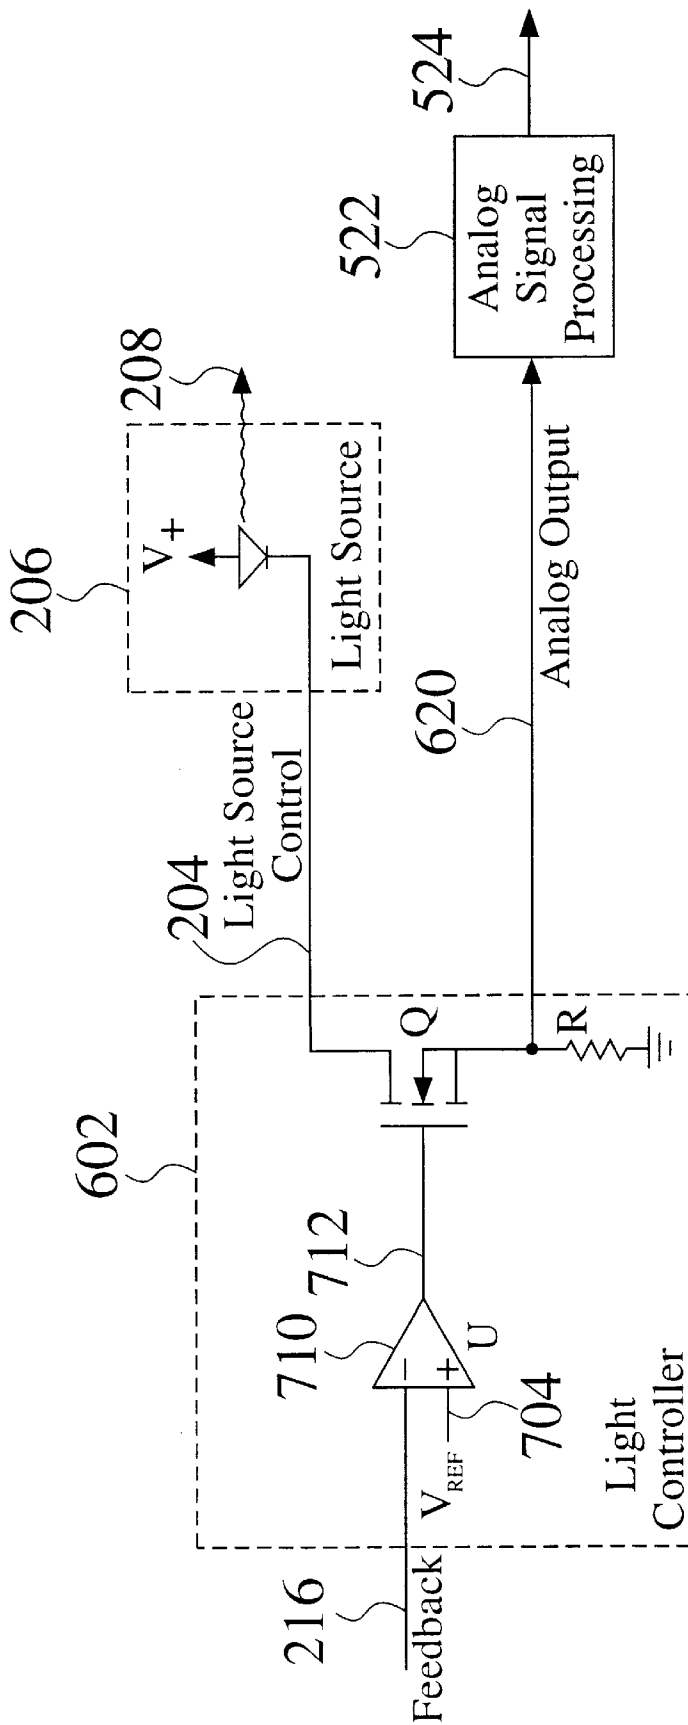 206
V+
Light Source
208
204
Light Source
Control
602
710
712
U
−
+
704
VREF
216
Feedback
Light
Controller
Q
R
620
Analog Output
522
Analog
Signal
Processing
524